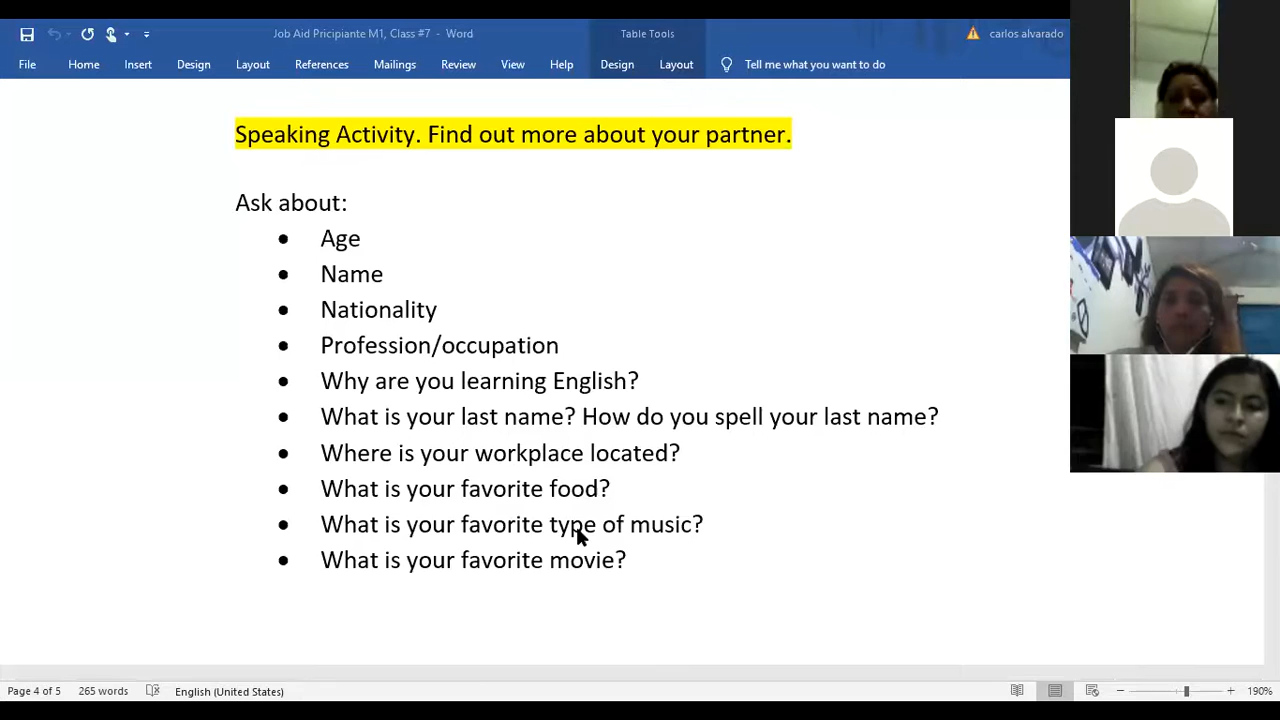 Job Aid Pricipiante M1, Class #7 - Word
Table Tools
carlos alvarado
File Home Insert Design Layout References Mailings Review View Help Design Layout Tell me what you want to do
Speaking Activity. Find out more about your partner.
Ask about:
• Age
• Name
• Nationality
• Profession/occupation
• Why are you learning English?
• What is your last name? How do you spell your last name?
• Where is your workplace located?
• What is your favorite food?
• What is your favorite type of music?
• What is your favorite movie?
Page 4 of 5 265 words English (United States) 190%